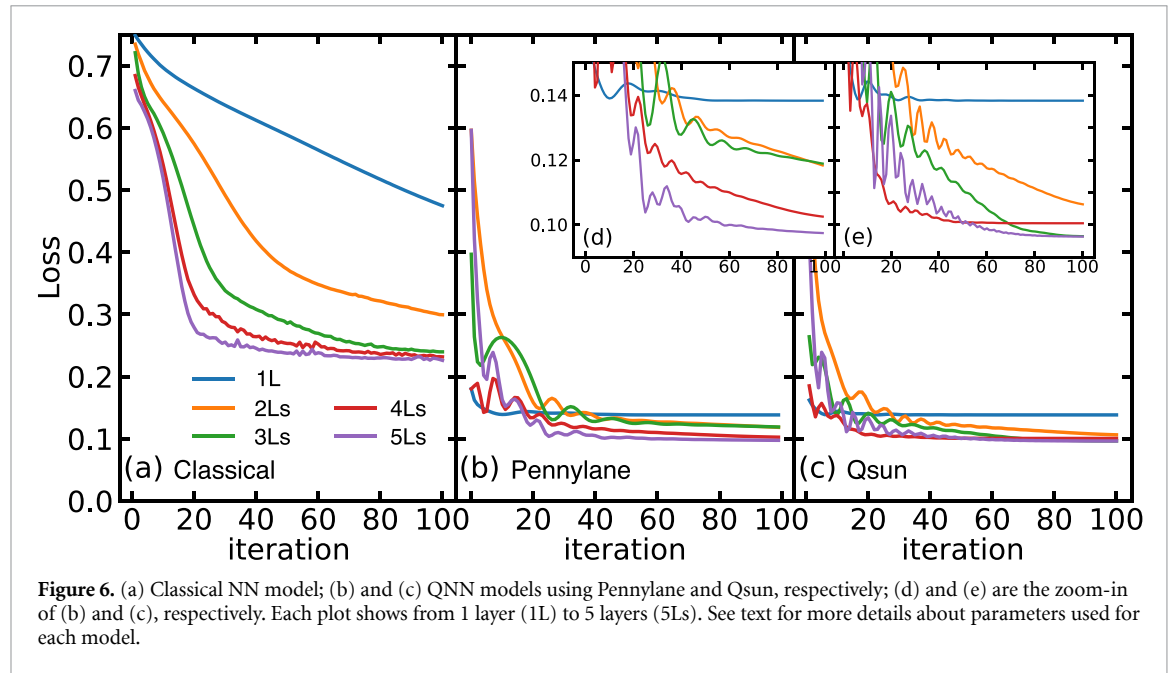 0.7
0.6
0.5
0.4
0.3
0.2
0.1
0.0
Loss
1L
2Ls 4Ls
3Ls 5Ls
(a) Classical
(b) Pennylane
(c) Qsun
0.14
0.12
0.10
(d)
(e)
0 20 40 60 80 100 0 20 40 60 80 100
0 20 40 60 80 100 0 20 40 60 80 100 0 20 40 60 80 100
iteration iteration iteration
Figure 6. (a) Classical NN model; (b) and (c) QNN models using Pennylane and Qsun, respectively; (d) and (e) are the zoom-in
of (b) and (c), respectively. Each plot shows from 1 layer (1L) to 5 layers (5Ls). See text for more details about parameters used for
each model.